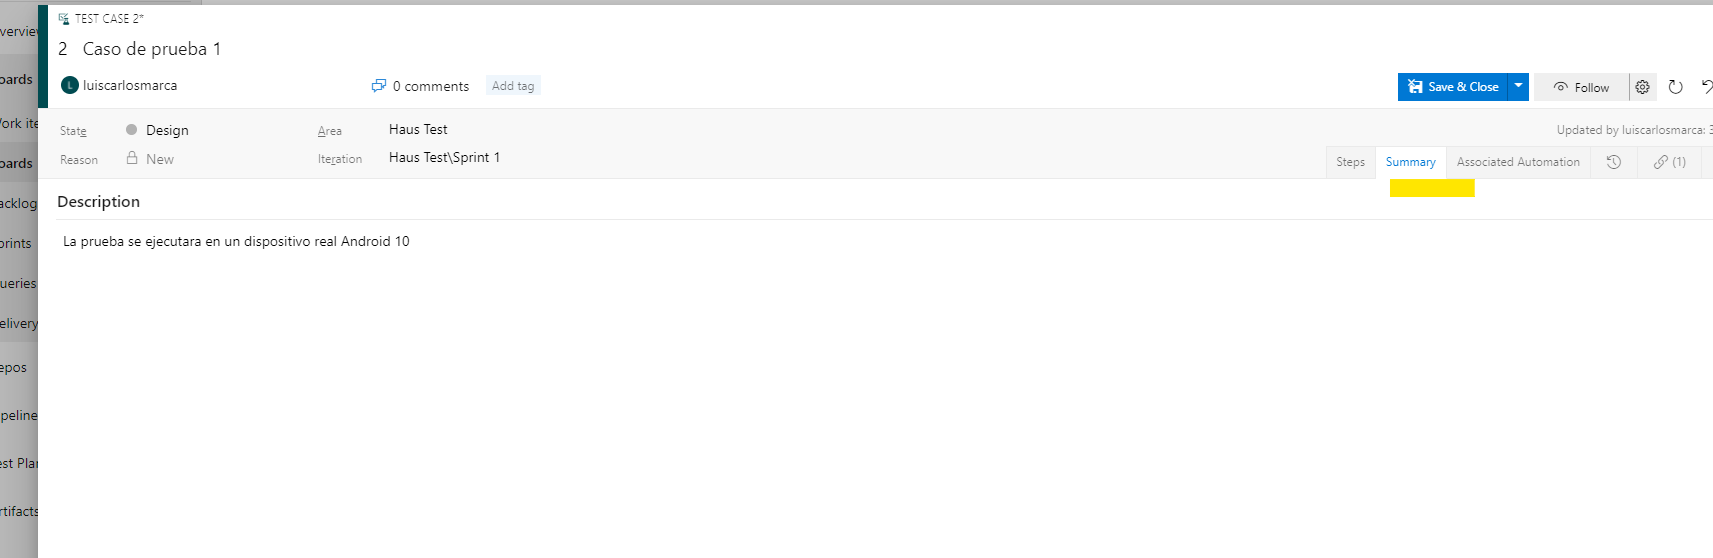 TEST CASE 2*
2 Caso de prueba 1
L luiscarlosmarca
0 comments
Add tag
Save & Close
Follow
State
Design
Area
Haus Test
Updated by luiscarlosmarca: 3
Reason
New
Iteration
Haus Test\Sprint 1
Steps
Summary
Associated Automation
(1)
Description
La prueba se ejecutara en un dispositivo real Android 10
vervie
oards
ork ite
oards
acklog
prints
ueries
elivery
epos
peline
est Plan
rtifacts